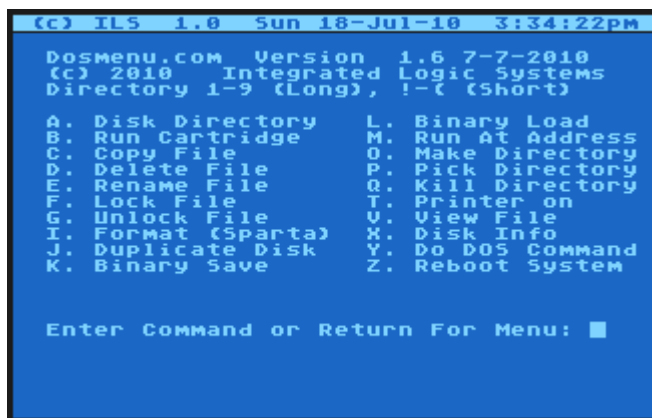 (c) ILS 1.0 Sun 18-Jul-10 3:34:22pm
Dosmenu.com Version 1.6 7-7-2010
(c) 2010 Integrated Logic Systems
Directory 1-9 (Long), !-( (Short)
A. Disk Directory L. Binary Load
B. Run Cartridge M. Run At Address
C. Copy File O. Make Directory
D. Delete File P. Pick Directory
E. Rename File Q. Kill Directory
F. Lock File T. Printer on
G. Unlock File V. View File
I. Format (Sparta) X. Disk Info
J. Duplicate Disk Y. Do DOS Command
K. Binary Save Z. Reboot System
Enter Command or Return For Menu: